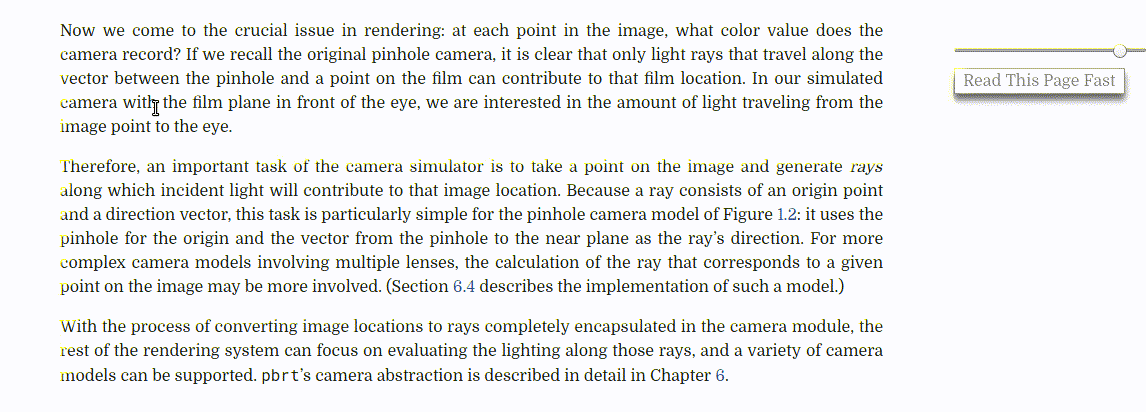 Now we come to the crucial issue in rendering: at each point in the image, what color value does the
camera record? If we recall the original pinhole camera, it is clear that only light rays that travel along the
vector between the pinhole and a point on the film can contribute to that film location. In our simulated
camera with the film plane in front of the eye, we are interested in the amount of light traveling from the
image point to the eye.
Therefore, an important task of the camera simulator is to take a point on the image and generate rays
along which incident light will contribute to that image location. Because a ray consists of an origin point
and a direction vector, this task is particularly simple for the pinhole camera model of Figure 1.2: it uses the
pinhole for the origin and the vector from the pinhole to the near plane as the ray’s direction. For more
complex camera models involving multiple lenses, the calculation of the ray that corresponds to a given
point on the image may be more involved. (Section 6.4 describes the implementation of such a model.)
With the process of converting image locations to rays completely encapsulated in the camera module, the
rest of the rendering system can focus on evaluating the lighting along those rays, and a variety of camera
models can be supported. pbrt’s camera abstraction is described in detail in Chapter 6.
Read This Page Fast